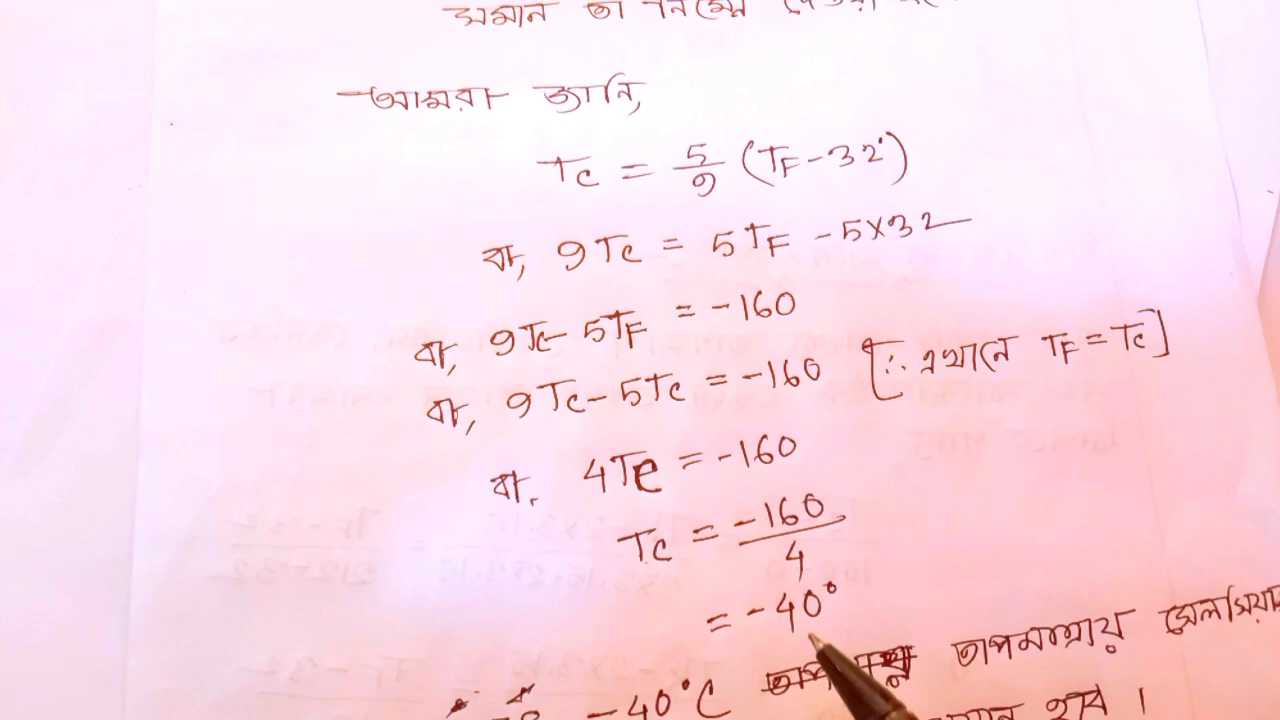 সমান তা নিম্নে
আমরা জানি,
Tc = 5/9 (TF - 32°)
বা, 9Tc = 5TF - 5×32
বা, 9Tc - 5TF = -160
বা, 9Tc - 5Tc = -160 [∴ এখানে TF = Tc]
বা, 4Tc = -160
Tc = -160/4
= -40°
-40°C তাপমাত্রায়
হবে।